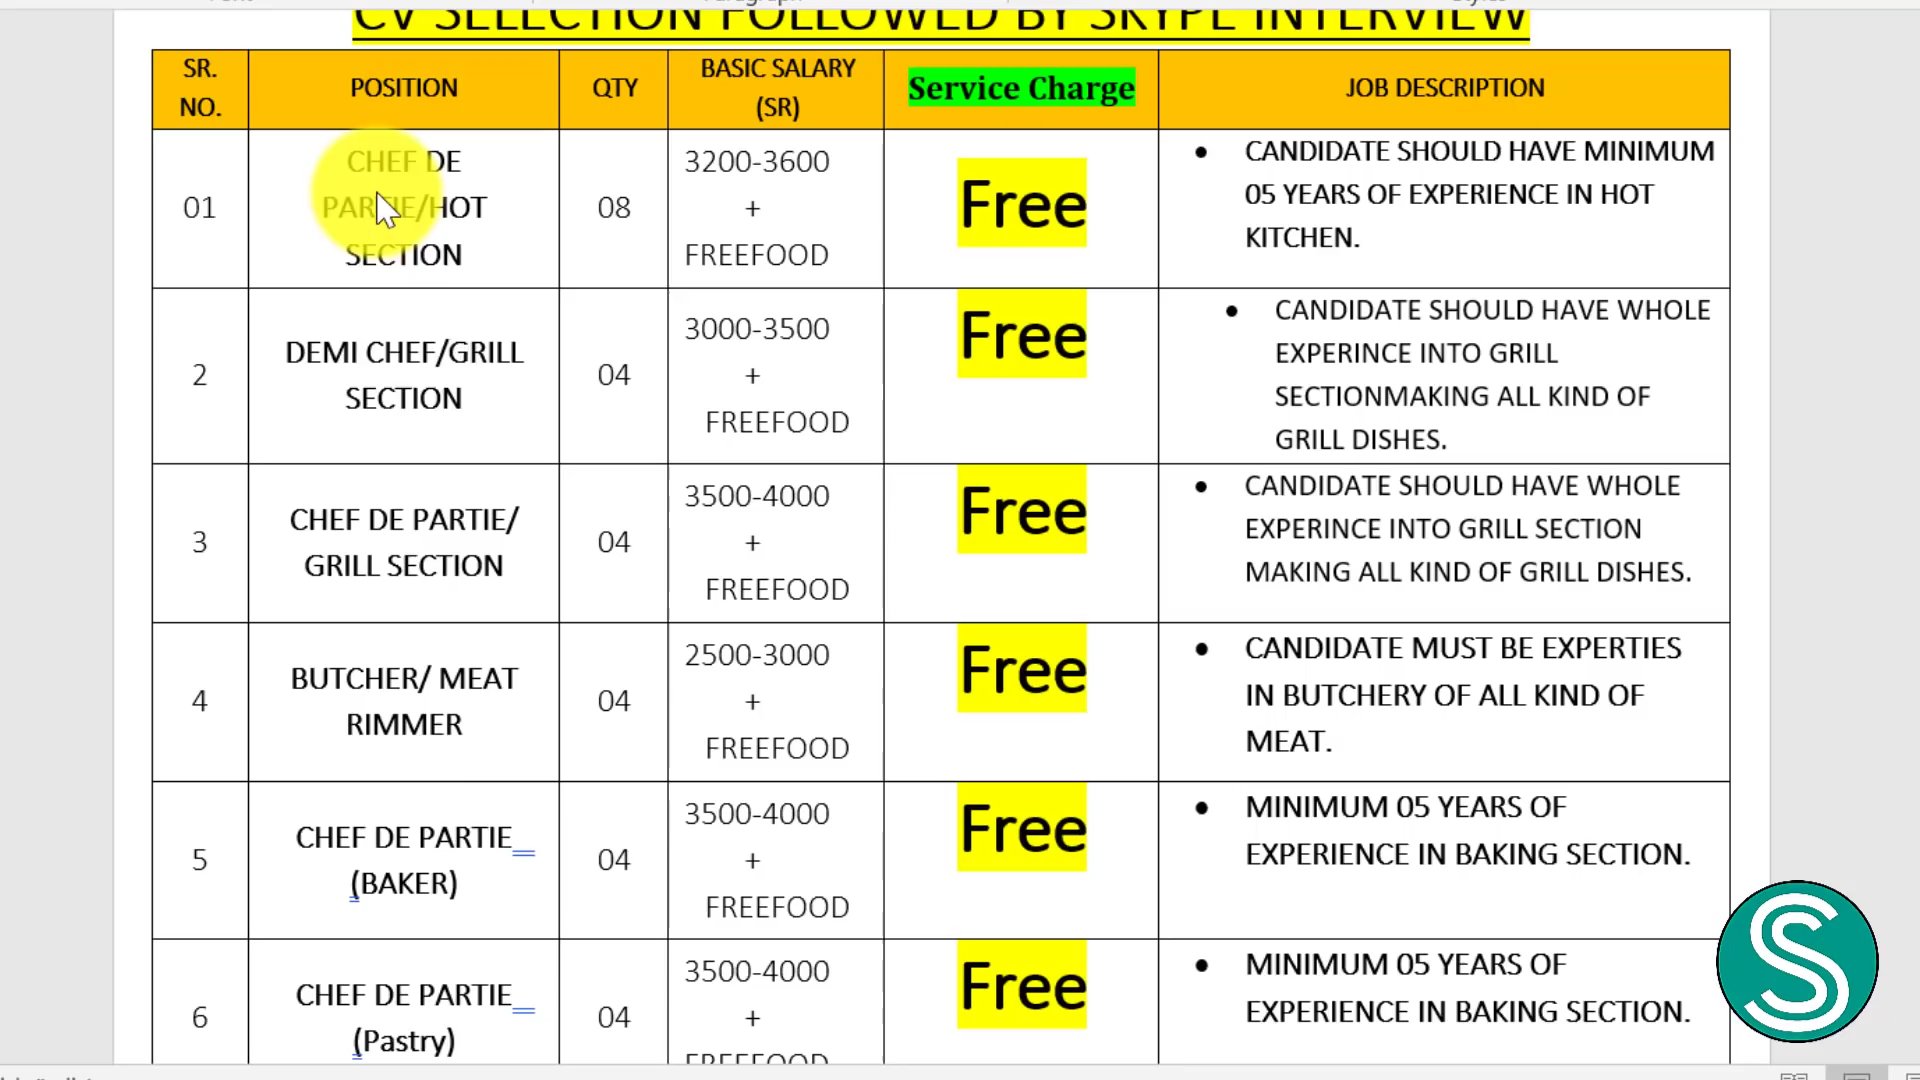 CV SELECTION FOLLOWED BY SKYPE INTERVIEW
SR. NO.
POSITION
QTY
BASIC SALARY (SR)
Service Charge
JOB DESCRIPTION
01
CHEF DE
PARTIE/HOT
SECTION
08
3200-3600
+
FREEFOOD
Free
• CANDIDATE SHOULD HAVE MINIMUM
05 YEARS OF EXPERIENCE IN HOT
KITCHEN.
2
DEMI CHEF/GRILL
SECTION
04
3000-3500
+
FREEFOOD
Free
• CANDIDATE SHOULD HAVE WHOLE
EXPERINCE INTO GRILL
SECTIONMAKING ALL KIND OF
GRILL DISHES.
3
CHEF DE PARTIE/
GRILL SECTION
04
3500-4000
+
FREEFOOD
Free
• CANDIDATE SHOULD HAVE WHOLE
EXPERINCE INTO GRILL SECTION
MAKING ALL KIND OF GRILL DISHES.
4
BUTCHER/ MEAT
RIMMER
04
2500-3000
+
FREEFOOD
Free
• CANDIDATE MUST BE EXPERTIES
IN BUTCHERY OF ALL KIND OF
MEAT.
5
CHEF DE PARTIE
(BAKER)
04
3500-4000
+
FREEFOOD
Free
• MINIMUM 05 YEARS OF
EXPERIENCE IN BAKING SECTION.
6
CHEF DE PARTIE
(Pastry)
04
3500-4000
+
FREEFOOD
Free
• MINIMUM 05 YEARS OF
EXPERIENCE IN BAKING SECTION.
S